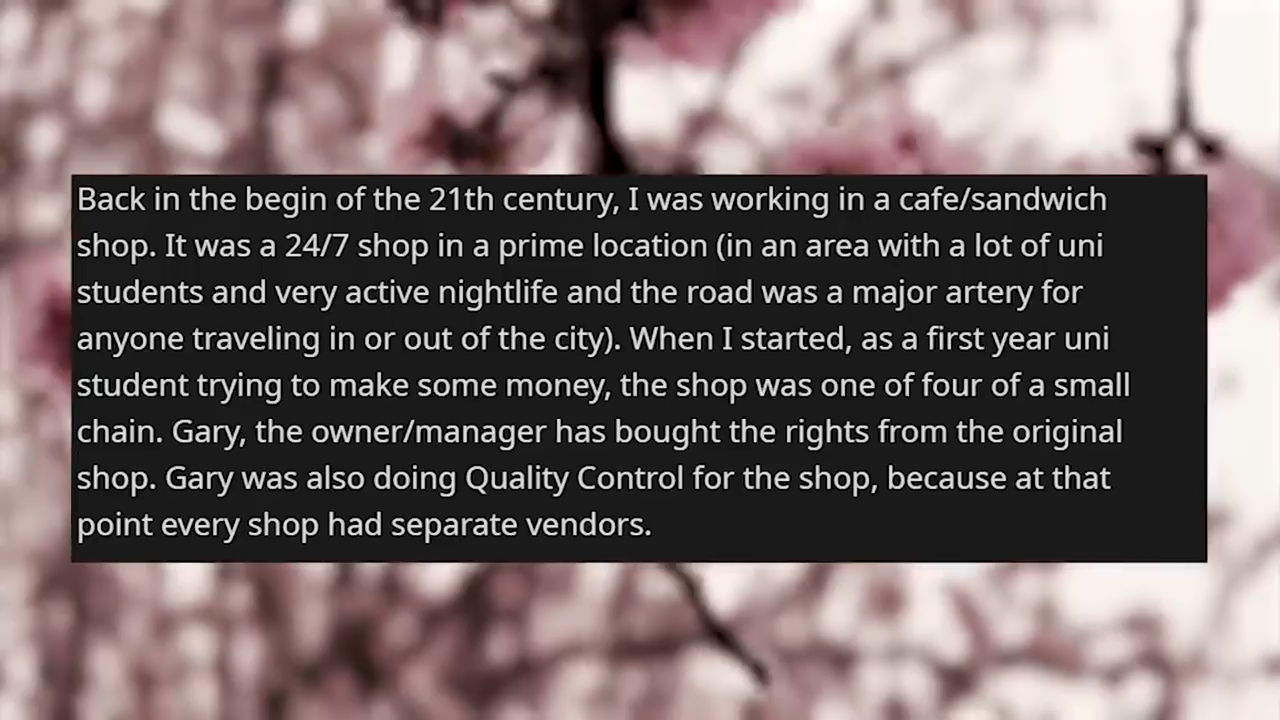 Back in the begin of the 21th century, I was working in a cafe/sandwich
shop. It was a 24/7 shop in a prime location (in an area with a lot of uni
students and very active nightlife and the road was a major artery for
anyone traveling in or out of the city). When I started, as a first year uni
student trying to make some money, the shop was one of four of a small
chain. Gary, the owner/manager has bought the rights from the original
shop. Gary was also doing Quality Control for the shop, because at that
point every shop had separate vendors.